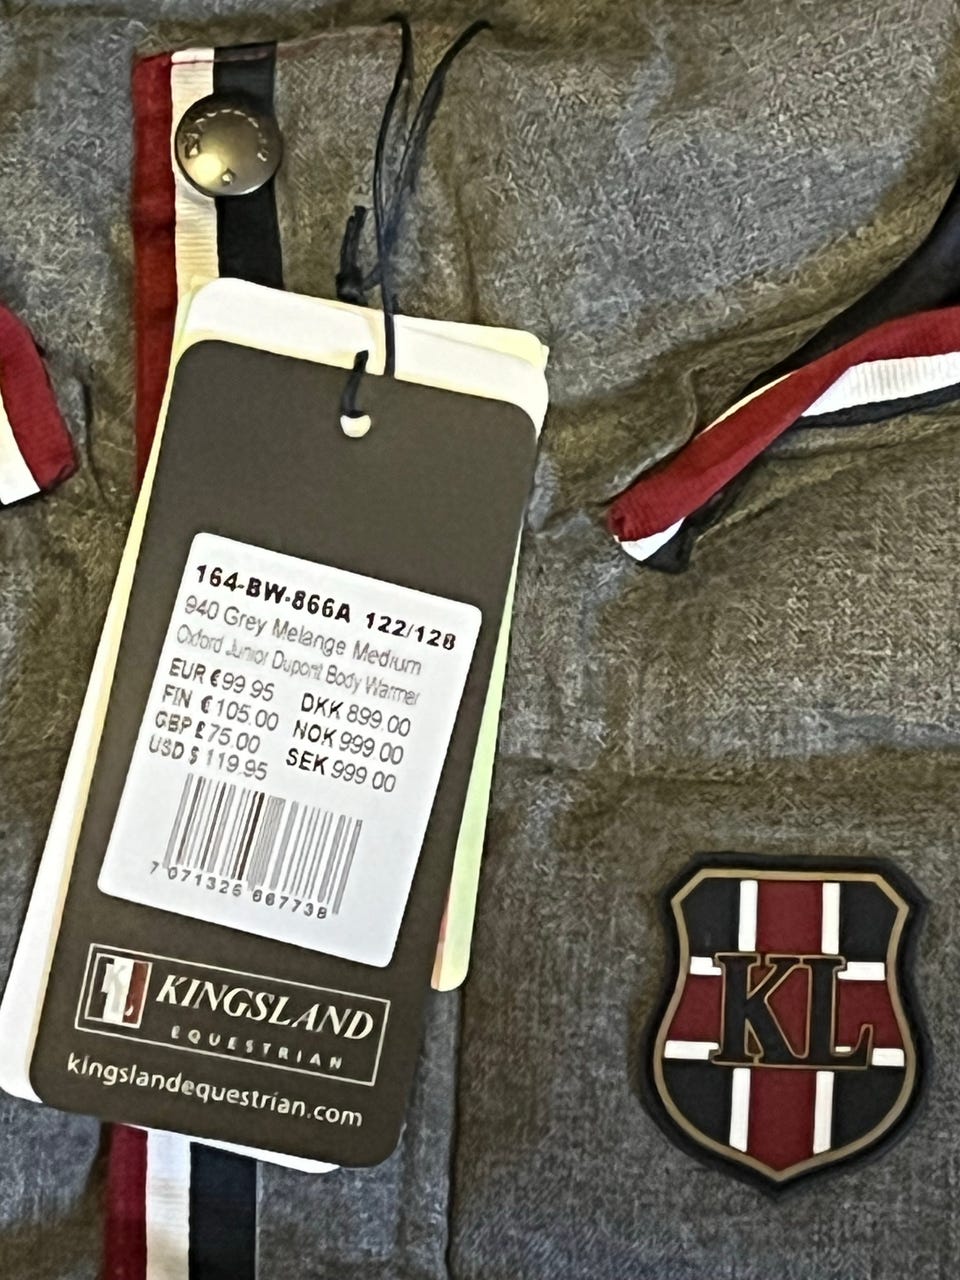 164-BW-866A 122/128
940 Grey Melange Medium
Oxford Junior Dupont Body Warmer
EUR €99.95 DKK 899.00
FIN €105.00 NOK 999.00
GBP £75.00 SEK 999.00
USD $119.95
7 071326 667738
KL
KINGSLAND
EQUESTRIAN
kingslandequestrian.com
KL